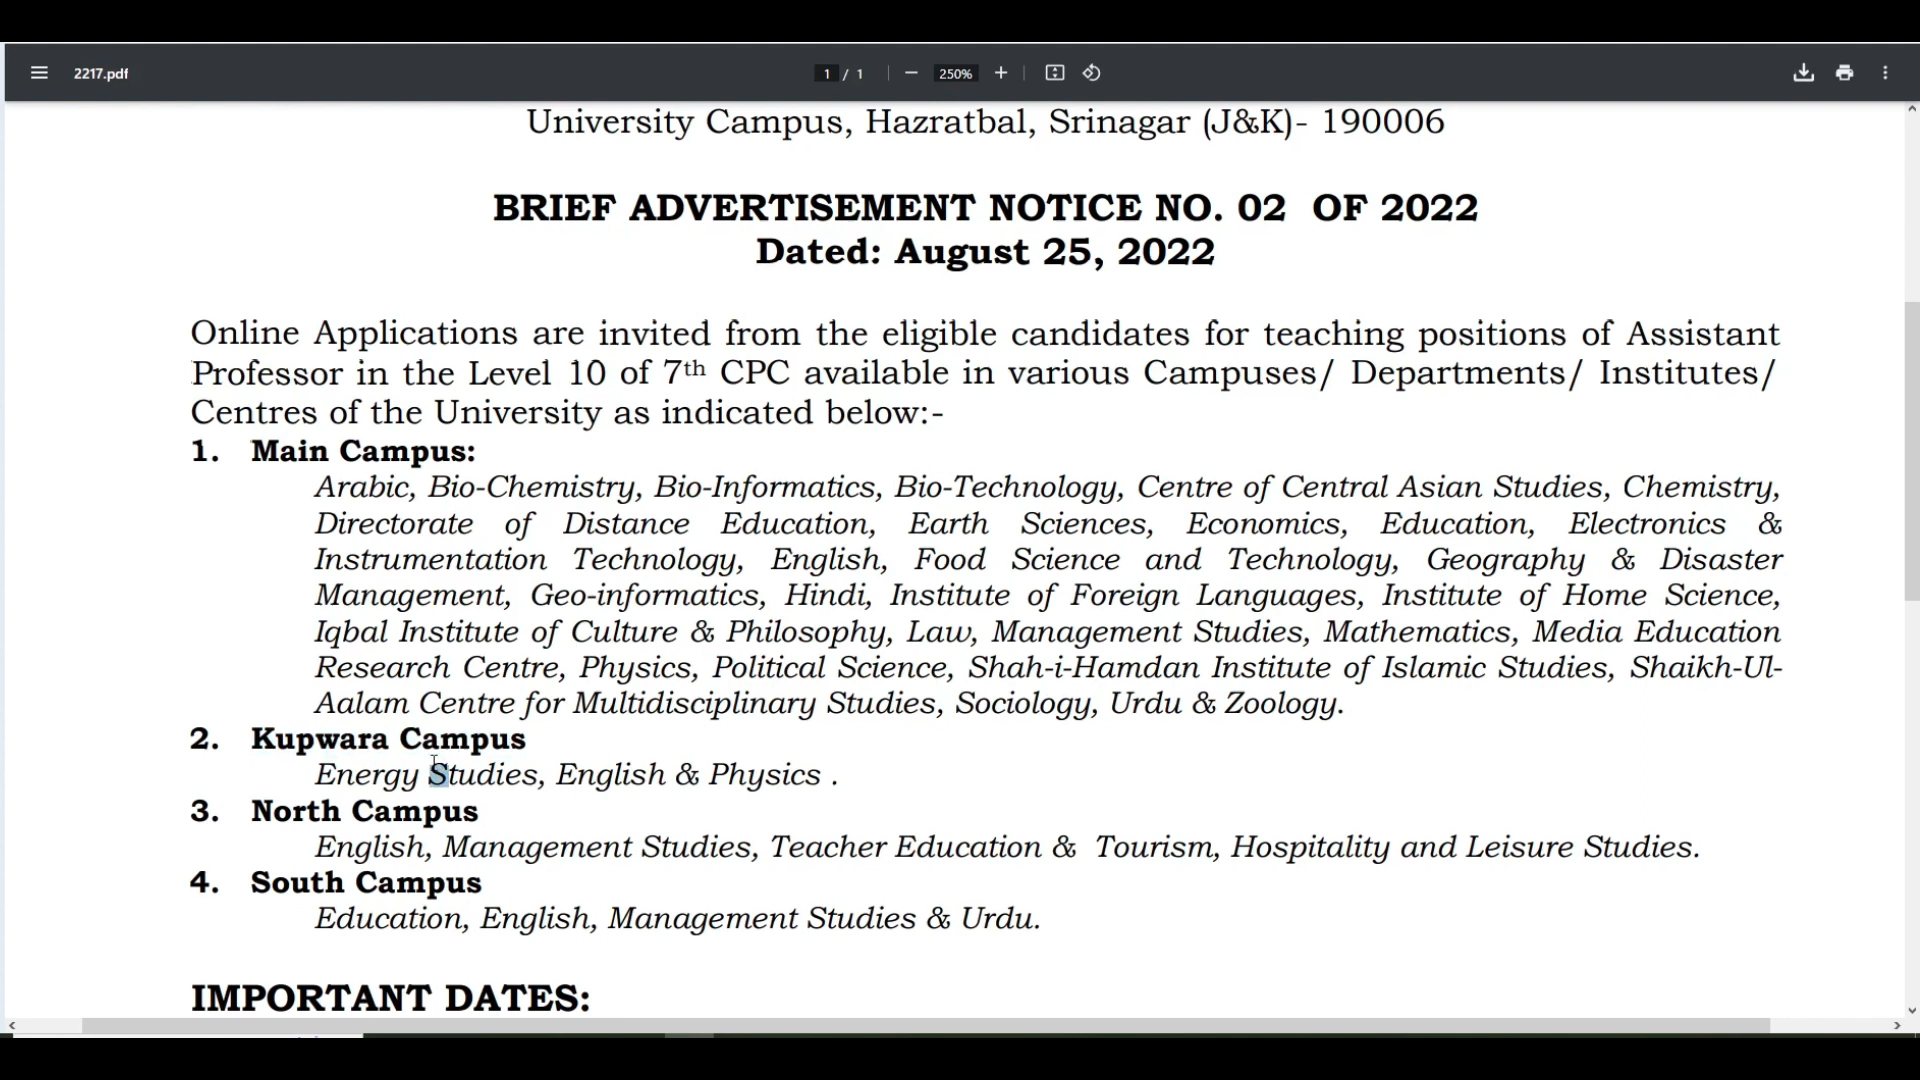 2217.pdf
1 / 1
250%
University Campus, Hazratbal, Srinagar (J&K)- 190006
BRIEF ADVERTISEMENT NOTICE NO. 02 OF 2022
Dated: August 25, 2022
Online Applications are invited from the eligible candidates for teaching positions of Assistant
Professor in the Level 10 of 7th CPC available in various Campuses/ Departments/ Institutes/
Centres of the University as indicated below:-
1. Main Campus:
Arabic, Bio-Chemistry, Bio-Informatics, Bio-Technology, Centre of Central Asian Studies, Chemistry,
Directorate of Distance Education, Earth Sciences, Economics, Education, Electronics &
Instrumentation Technology, English, Food Science and Technology, Geography & Disaster
Management, Geo-informatics, Hindi, Institute of Foreign Languages, Institute of Home Science,
Iqbal Institute of Culture & Philosophy, Law, Management Studies, Mathematics, Media Education
Research Centre, Physics, Political Science, Shah-i-Hamdan Institute of Islamic Studies, Shaikh-Ul-
Aalam Centre for Multidisciplinary Studies, Sociology, Urdu & Zoology.
2. Kupwara Campus
Energy Studies, English & Physics .
3. North Campus
English, Management Studies, Teacher Education & Tourism, Hospitality and Leisure Studies.
4. South Campus
Education, English, Management Studies & Urdu.
IMPORTANT DATES: